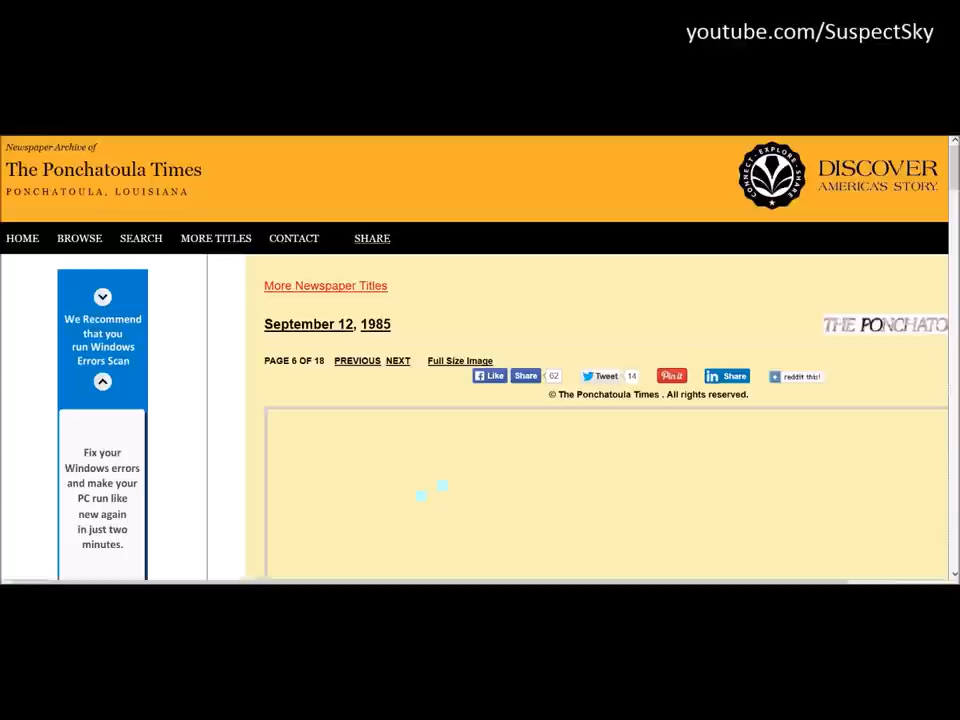 youtube.com/SuspectSky
Newspaper Archive of
The Ponchatoula Times
PONCHATOULA, LOUISIANA
CONNECT · EXPLORE · SHARE
DISCOVER
AMERICA'S STORY.
HOME BROWSE SEARCH MORE TITLES CONTACT SHARE
We Recommend
that you
run Windows
Errors Scan
Fix your
Windows errors
and make your
PC run like
new again
in just two
minutes.
More Newspaper Titles
September 12, 1985
THE PONCHATO
PAGE 6 OF 18 PREVIOUS NEXT Full Size Image
Like Share 62 Tweet 14 Pin it Share reddit this!
© The Ponchatoula Times . All rights reserved.